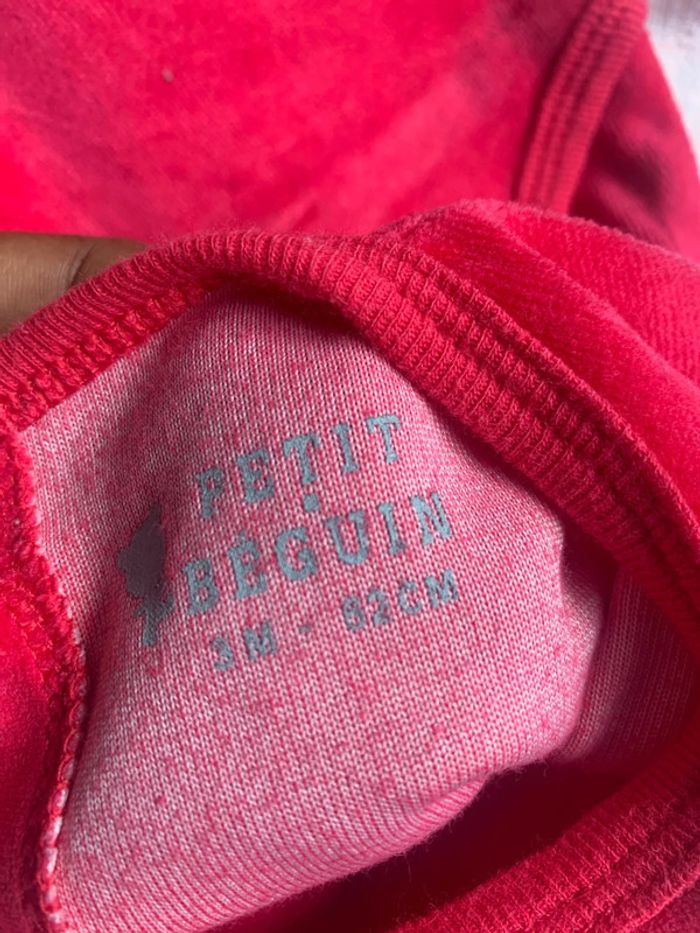 PETIT
BÉGUIN
3M - 62CM